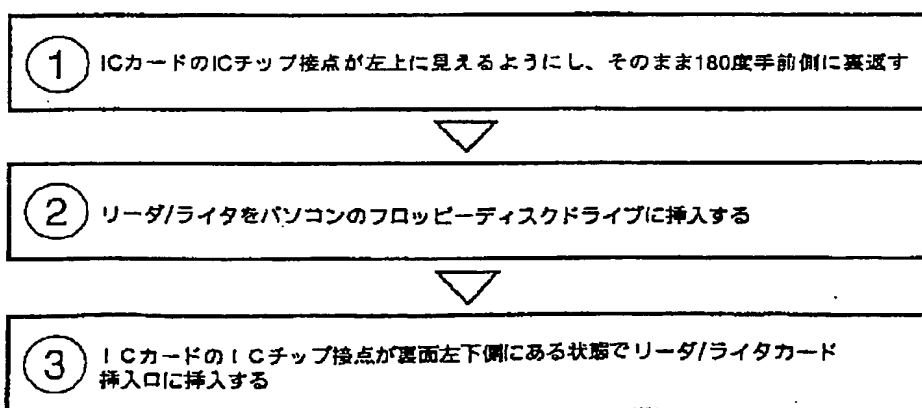 1 ICカードのICチップ接点が左上に見えるようにし、そのまま180度手前側に裏返す
2 リーダ/ライタをパソコンのフロッピーディスクドライブに挿入する
3 ICカードのICチップ接点が裏面左下側にある状態でリーダ/ライタカード
挿入口に挿入する